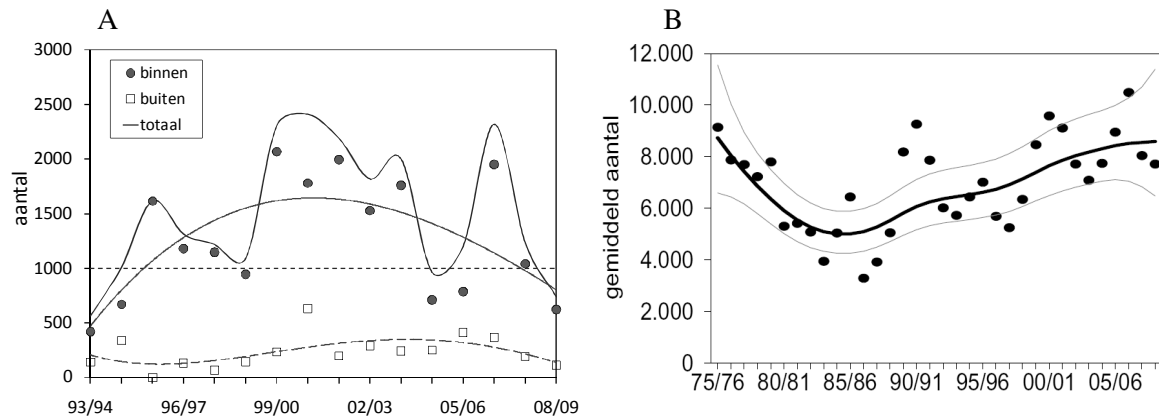 A
aantal
3000
2500
2000
1500
1000
500
0
binnen
buiten
totaal
93/94 96/97 99/00 02/03 05/06 08/09
B
gemiddeld aantal
12.000
10.000
8.000
6.000
4.000
2.000
0
75/76 80/81 85/86 90/91 95/96 00/01 05/06